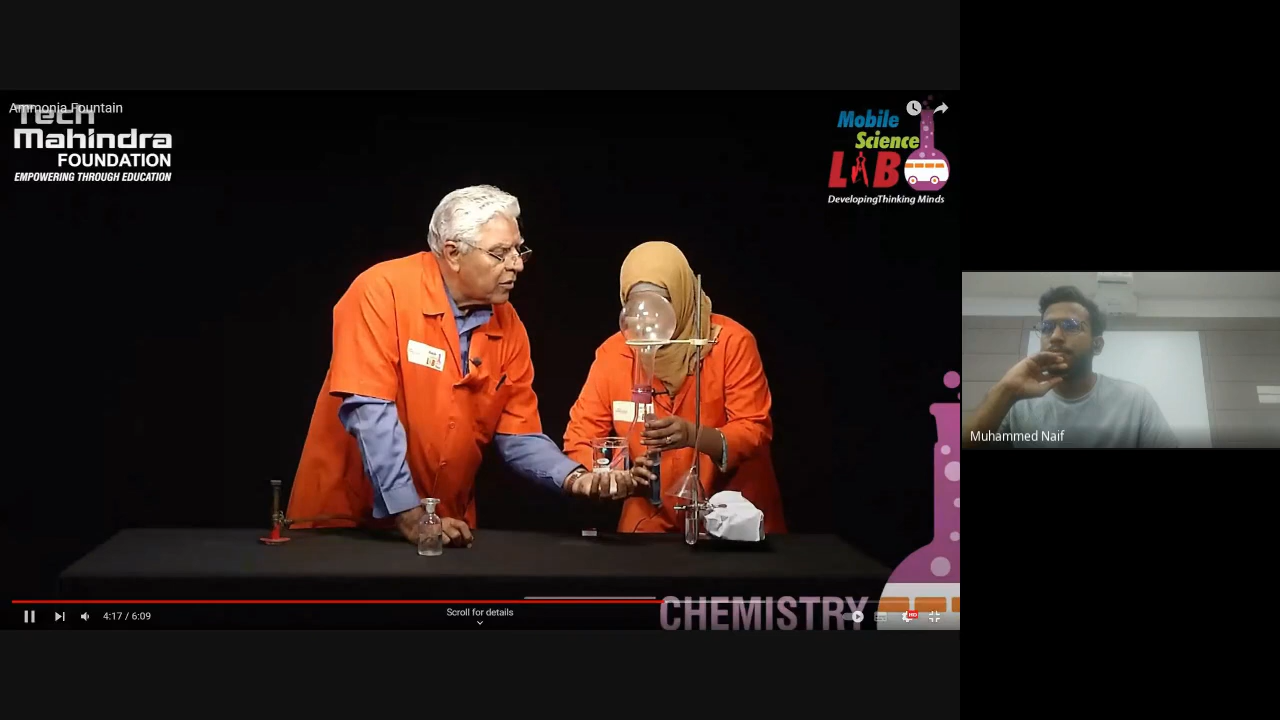 Ammonia Fountain
Tech
Mahindra
FOUNDATION
EMPOWERING THROUGH EDUCATION
Mobile
Science
LAB
DevelopingThinking Minds
Muhammed Naif
4:17 / 6:09
Scroll for details
CHEMISTRY
HD